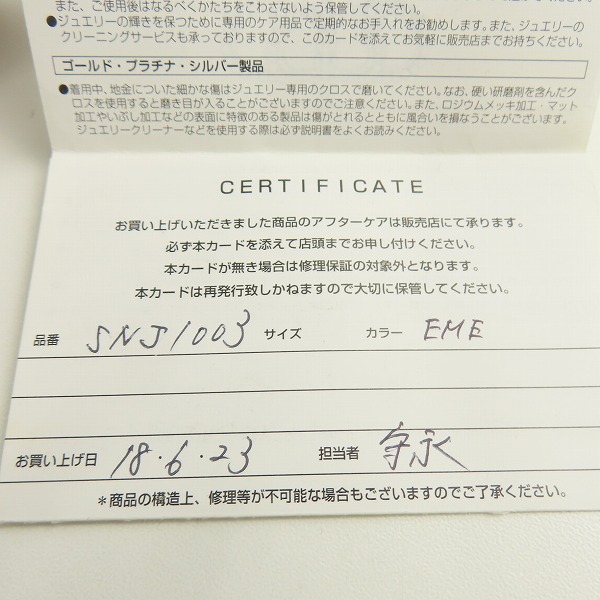 また、ご使用後はなるべくかたちをこわさないよう保管してください。
●ジュエリーの輝きを保つために専用のケア用品で定期的なお手入れをお勧めします。また、ジュエリーの
クリーニングサービスも承っておりますので、このカードを添えてお気軽に販売店までお持ちください。
ゴールド・プラチナ・シルバー製品
●着用中、地金についた細かな傷はジュエリー専用のクロスで磨いてください。なお、硬い研磨剤を含んだク
ロスを使用すると磨き目が入ることがございますのでご注意ください。また、ロジウムメッキ加工・マット
加工やいぶし加工などの表面に特徴のある製品は傷がとれるとともに風合いを損なうことがございます。
ジュエリークリーナーなどを使用する際は必ず説明書をよくお読みください。
CERTIFICATE
お買い上げいただきました商品のアフターケアは販売店にて承ります。
必ず本カードを添えて店頭までお申し付けください。
本カードが無き場合は修理保証の対象外となります。
本カードは再発行致しかねますので大切に保管してください。
品番 SNJ1003 サイズ カラー EME
お買い上げ日 18・6・23 担当者
*商品の構造上、修理等が不可能な場合もございますのでご了承ください。